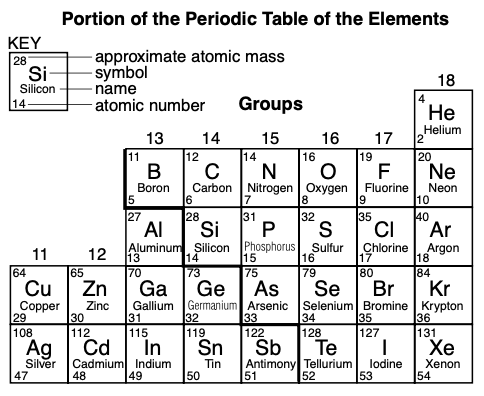 Portion of the Periodic Table of the Elements
KEY
28 approximate atomic mass
Si symbol
Silicon name
14 atomic number
Groups
18
4
He
Helium
2
13 14 15 16 17
11 12 14 16 19 20
B C N O F Ne
Boron Carbon Nitrogen Oxygen Fluorine Neon
5 6 7 8 9 10
27 28 31 32 35 40
Al Si P S Cl Ar
Aluminum Silicon Phosphorus Sulfur Chlorine Argon
13 14 15 16 17 18
11 12
64 65 70 73 75 79 80 84
Cu Zn Ga Ge As Se Br Kr
Copper Zinc Gallium Germanium Arsenic Selenium Bromine Krypton
29 30 31 32 33 34 35 36
108 112 115 119 122 128 127 131
Ag Cd In Sn Sb Te I Xe
Silver Cadmium Indium Tin Antimony Tellurium Iodine Xenon
47 48 49 50 51 52 53 54